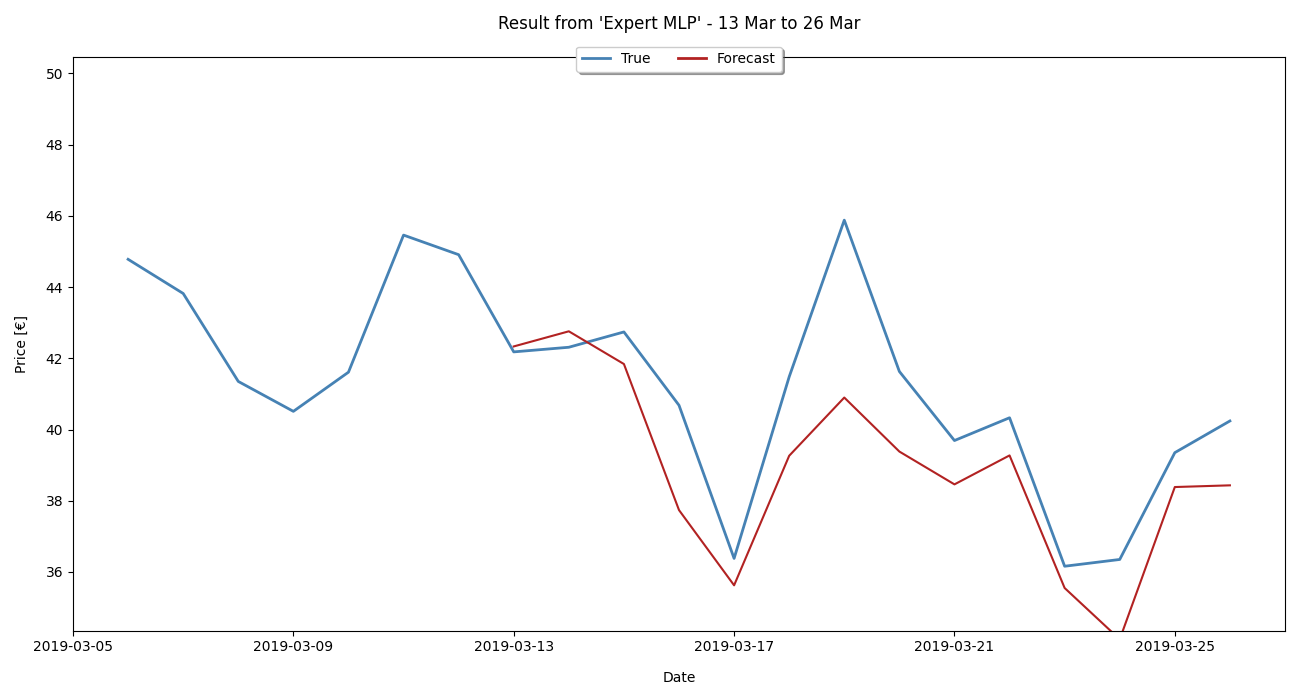 Result from 'Expert MLP' - 13 Mar to 26 Mar
True Forecast
50
48
46
44
42
40
38
36
Price [€]
2019-03-05 2019-03-09 2019-03-13 2019-03-17 2019-03-21 2019-03-25
Date